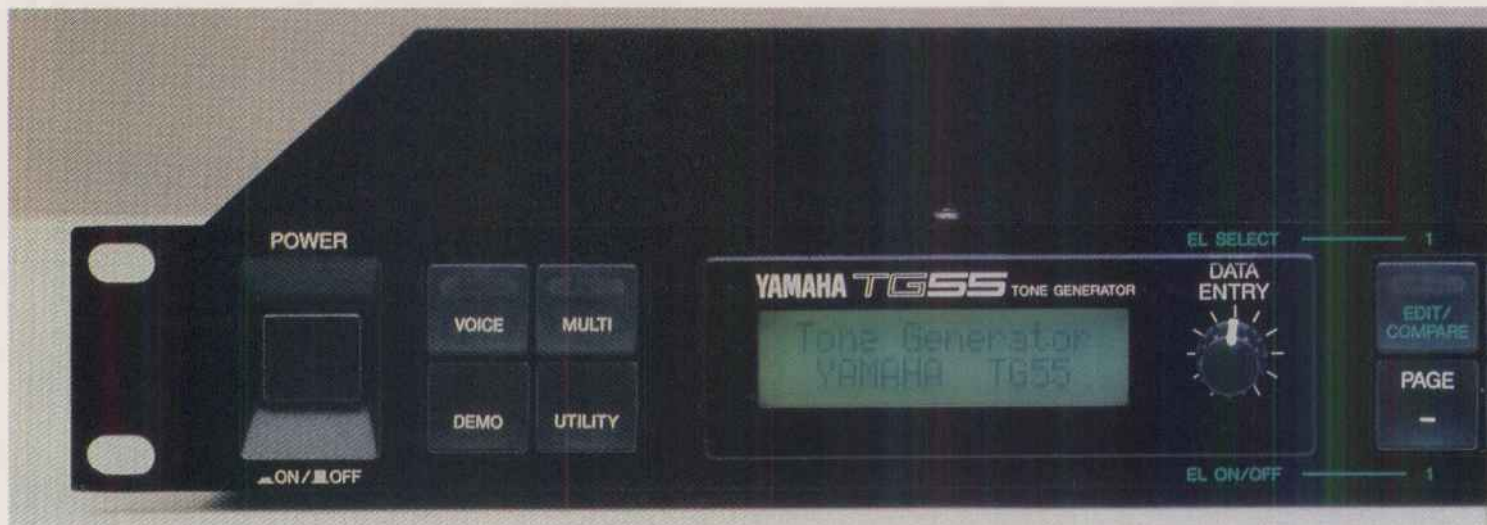 POWER
ON/OFF
VOICE
MULTI
DEMO
UTILITY
YAMAHA TG55 TONE GENERATOR
Tone Generator
YAMAHA TG55
EL SELECT 1
DATA
ENTRY
EDIT/
COMPARE
PAGE
-
EL ON/OFF 1